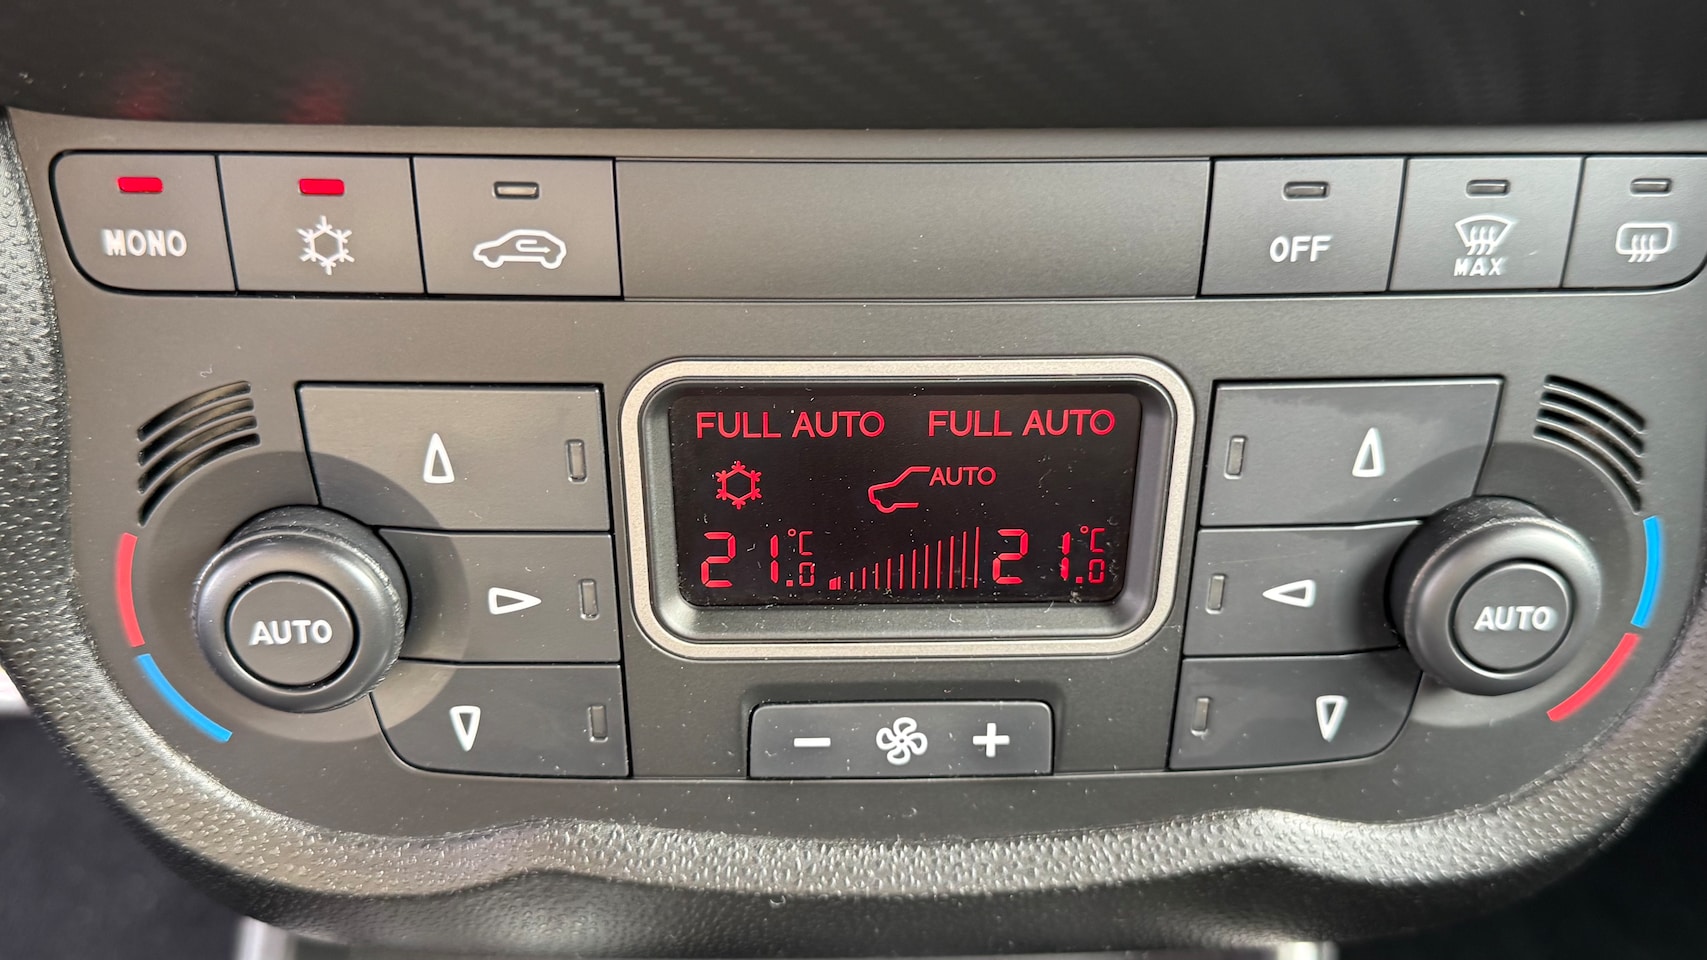 MONO
OFF
MAX
FULL AUTO FULL AUTO
AUTO
21.0°C 21.0°C
AUTO
AUTO
- +